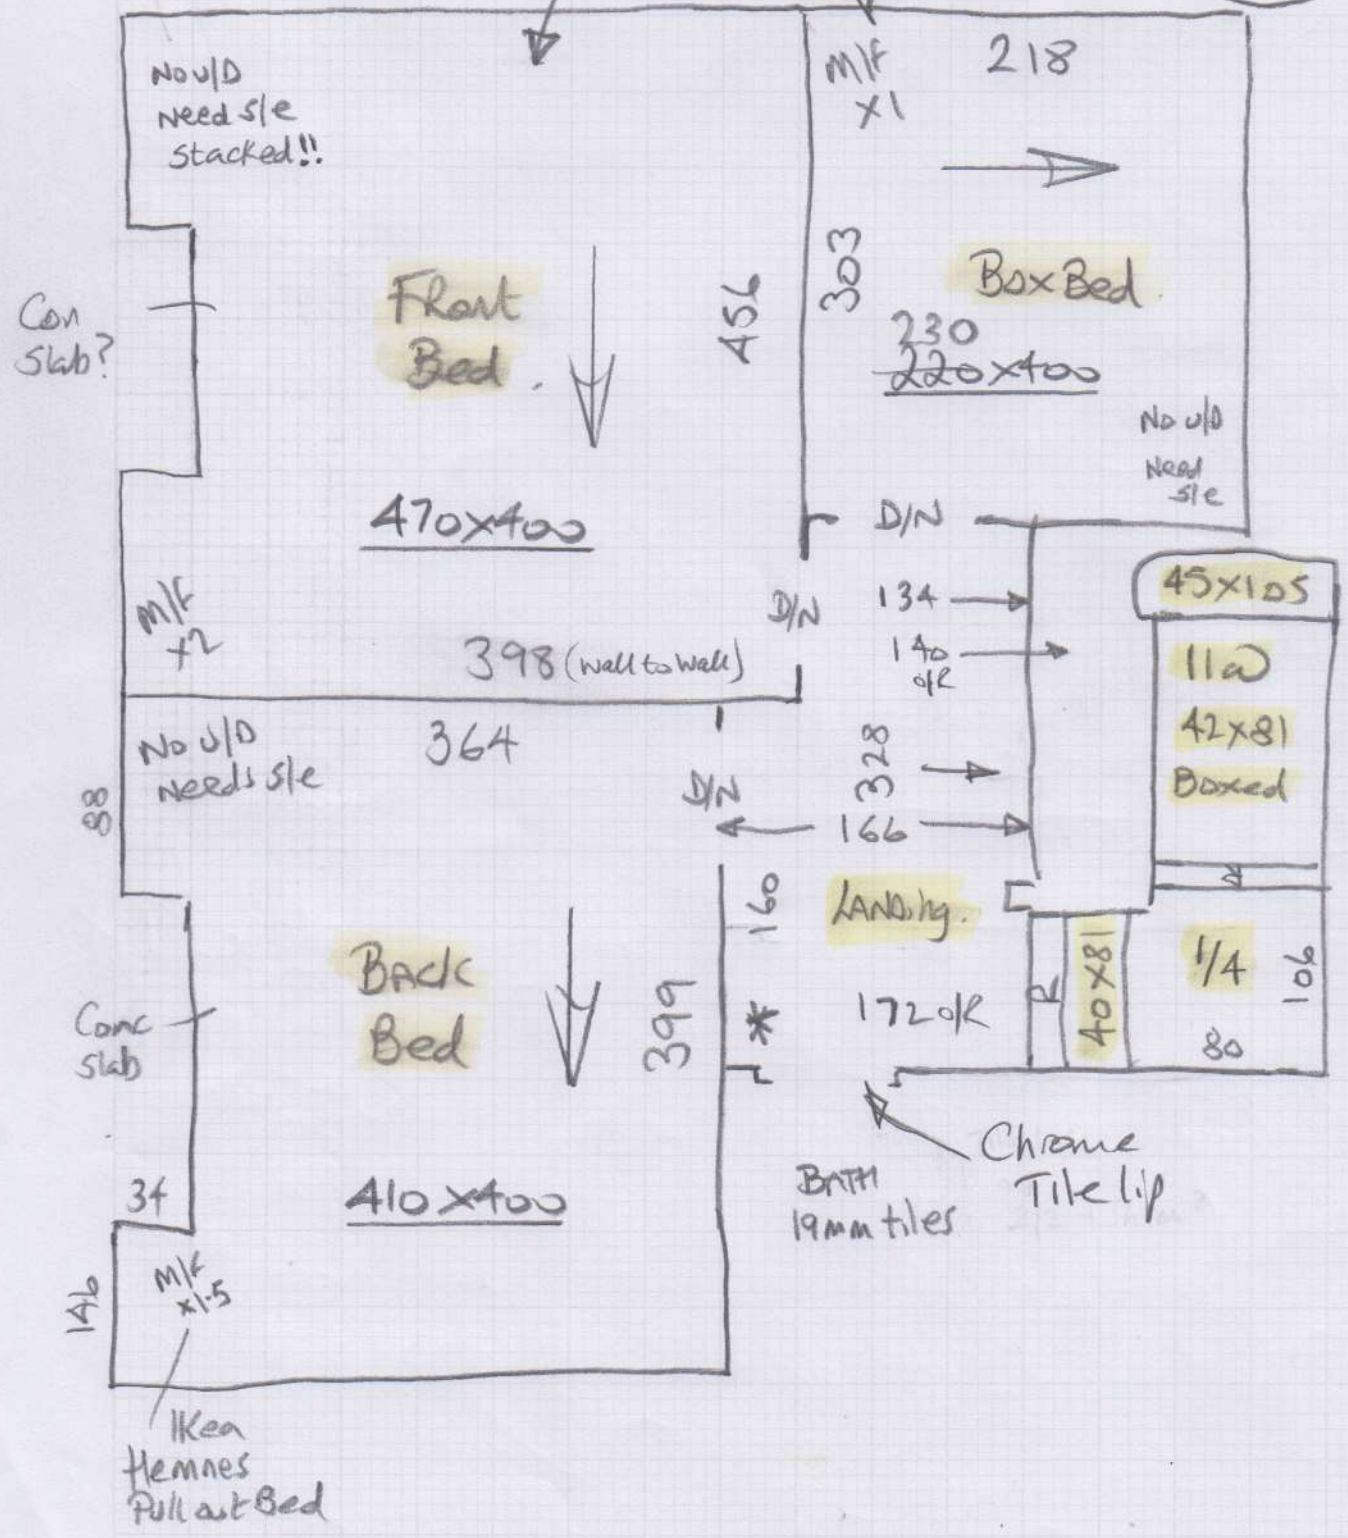 No U/D
Need s/e
stacked!!
M/F
x1
218
303
Con
Slab?
Front
Bed.
456
Box Bed.
230
220x400
No U/D
Need
s/e
470x400
D/N
M/F
x2
398 (wall to wall)
D/N
134
140
o/R
45x105
11W
42x81
Boxed
No U/D
Needs s/e
364
88
D/N
328
166
160
LANDing.
Back
Bed
399
*
172 o/R
R
40x81
1/4
106
80
Conc
slab
34
410x400
Chrome
Tile lip
BATH
19mm tiles
146
M/F
x1.5
IKea
Hemnes
Pull out Bed